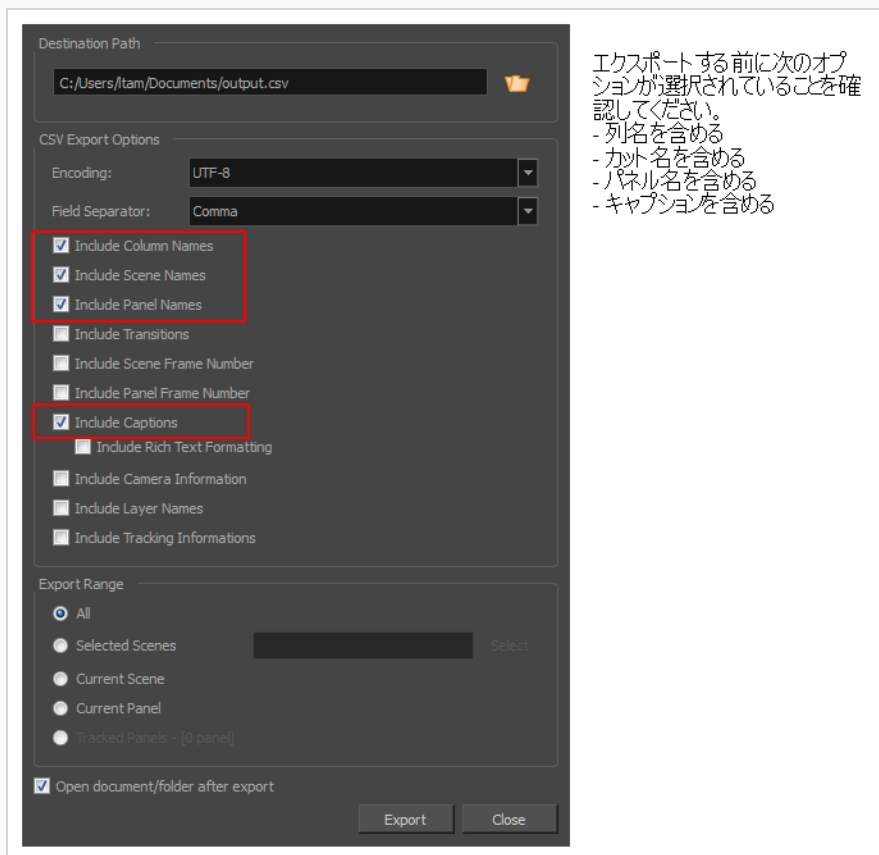 Destination Path
C:/Users/ltam/Documents/output.csv
CSV Export Options
Encoding: UTF-8
Field Separator: Comma
Include Column Names
Include Scene Names
Include Panel Names
Include Transitions
Include Scene Frame Number
Include Panel Frame Number
Include Captions
Include Rich Text Formatting
Include Camera Information
Include Layer Names
Include Tracking Informations
Export Range
All
Selected Scenes Select
Current Scene
Current Panel
Tracked Panels - [0 panel]
Open document/folder after export
Export Close
エクスポートする前に次のオプ
ションが選択されていることを確
認してください。
- 列名を含める
- カット名を含める
- パネル名を含める
- キャプションを含める